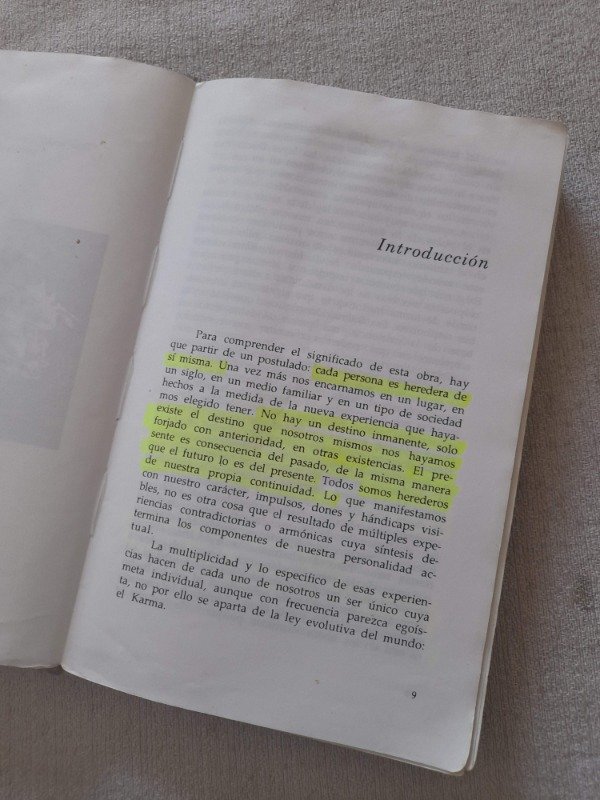 Introducción
Para comprender el significado de esta obra, hay
que partir de un postulado: cada persona es heredera de
sí misma. Una vez más nos encarnamos en un lugar, en
un siglo, en un medio familiar y en un tipo de sociedad
hechos a la medida de la nueva experiencia que haya-
mos elegido tener. No hay un destino inmanente, solo
existe el destino que nosotros mismos nos hayamos
forjado con anterioridad, en otras existencias. El pre-
sente es consecuencia del pasado, de la misma manera
que el futuro lo es del presente. Todos somos herederos
de nuestra propia continuidad. Lo que manifestamos
con nuestro carácter, impulsos, dones y hándicaps visi-
bles, no es otra cosa que el resultado de múltiples expe-
riencias contradictorias o armónicas cuya síntesis de-
termina los componentes de nuestra personalidad ac-
tual.
La multiplicidad y lo específico de esas experien-
cias hacen de cada uno de nosotros un ser único cuya
meta individual, aunque con frecuencia parezca egoís-
ta, no por ello se aparta de la ley evolutiva del mundo:
el Karma.
9